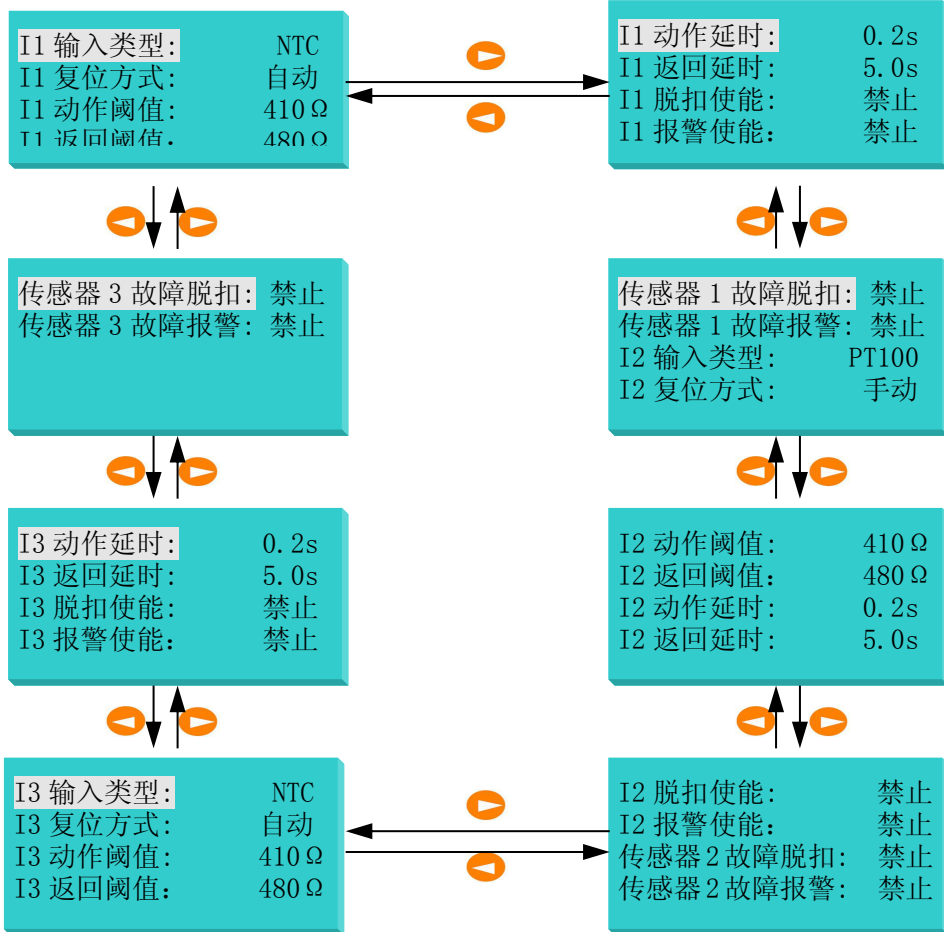 I1 输入类型: NTC
I1 复位方式: 自动
I1 动作阈值: 410Ω
I1 返回阈值: 480Ω
I1 动作延时: 0.2s
I1 返回延时: 5.0s
I1 脱扣使能: 禁止
I1 报警使能: 禁止
传感器 3 故障脱扣: 禁止
传感器 3 故障报警: 禁止
传感器 1 故障脱扣: 禁止
传感器 1 故障报警: 禁止
I2 输入类型: PT100
I2 复位方式: 手动
I3 动作延时: 0.2s
I3 返回延时: 5.0s
I3 脱扣使能: 禁止
I3 报警使能: 禁止
I2 动作阈值: 410Ω
I2 返回阈值: 480Ω
I2 动作延时: 0.2s
I2 返回延时: 5.0s
I3 输入类型: NTC
I3 复位方式: 自动
I3 动作阈值: 410Ω
I3 返回阈值: 480Ω
I2 脱扣使能: 禁止
I2 报警使能: 禁止
传感器2故障脱扣: 禁止
传感器2故障报警: 禁止